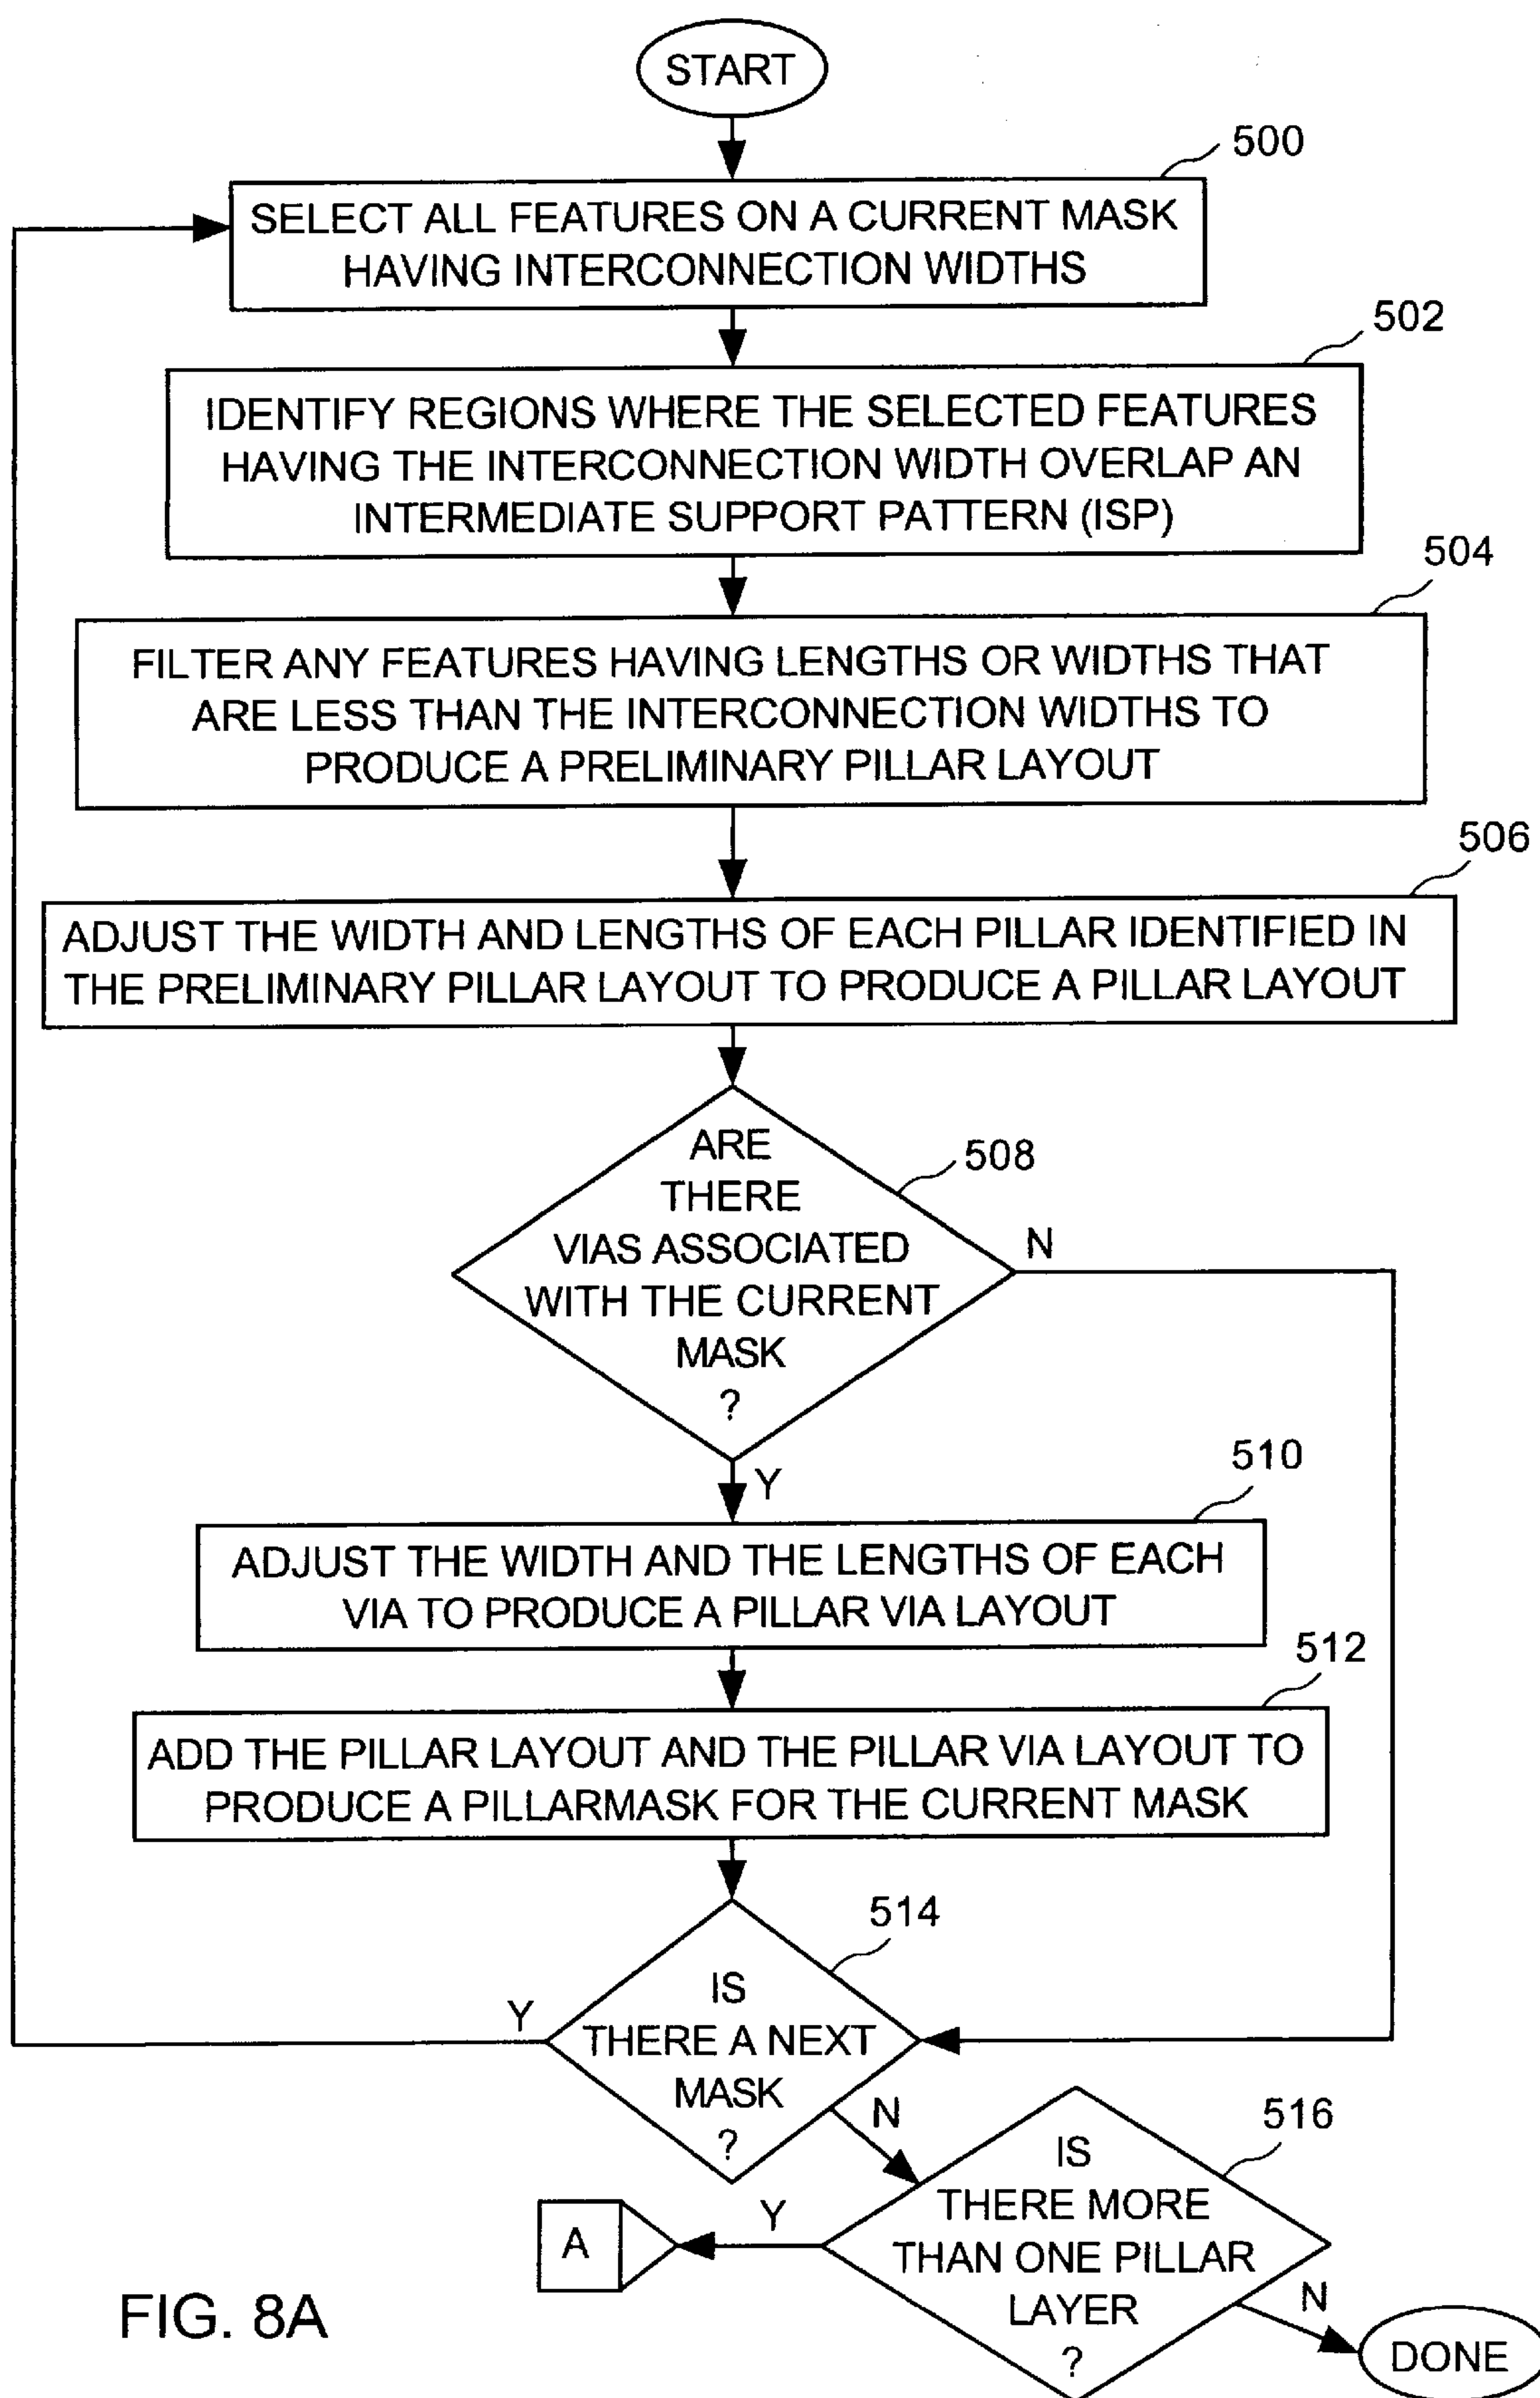 START
500
SELECT ALL FEATURES ON A CURRENT MASK
HAVING INTERCONNECTION WIDTHS
502
IDENTIFY REGIONS WHERE THE SELECTED FEATURES
HAVING THE INTERCONNECTION WIDTH OVERLAP AN
INTERMEDIATE SUPPORT PATTERN (ISP)
504
FILTER ANY FEATURES HAVING LENGTHS OR WIDTHS THAT
ARE LESS THAN THE INTERCONNECTION WIDTHS TO
PRODUCE A PRELIMINARY PILLAR LAYOUT
506
ADJUST THE WIDTH AND LENGTHS OF EACH PILLAR IDENTIFIED IN
THE PRELIMINARY PILLAR LAYOUT TO PRODUCE A PILLAR LAYOUT
ARE
THERE
VIAS ASSOCIATED
WITH THE CURRENT
MASK
?
508
N
Y
510
ADJUST THE WIDTH AND THE LENGTHS OF EACH
VIA TO PRODUCE A PILLAR VIA LAYOUT
512
ADD THE PILLAR LAYOUT AND THE PILLAR VIA LAYOUT TO
PRODUCE A PILLARMASK FOR THE CURRENT MASK
514
IS
THERE A NEXT
MASK
?
Y
N
516
IS
THERE MORE
THAN ONE PILLAR
LAYER
?
Y
A
N
DONE
FIG. 8A